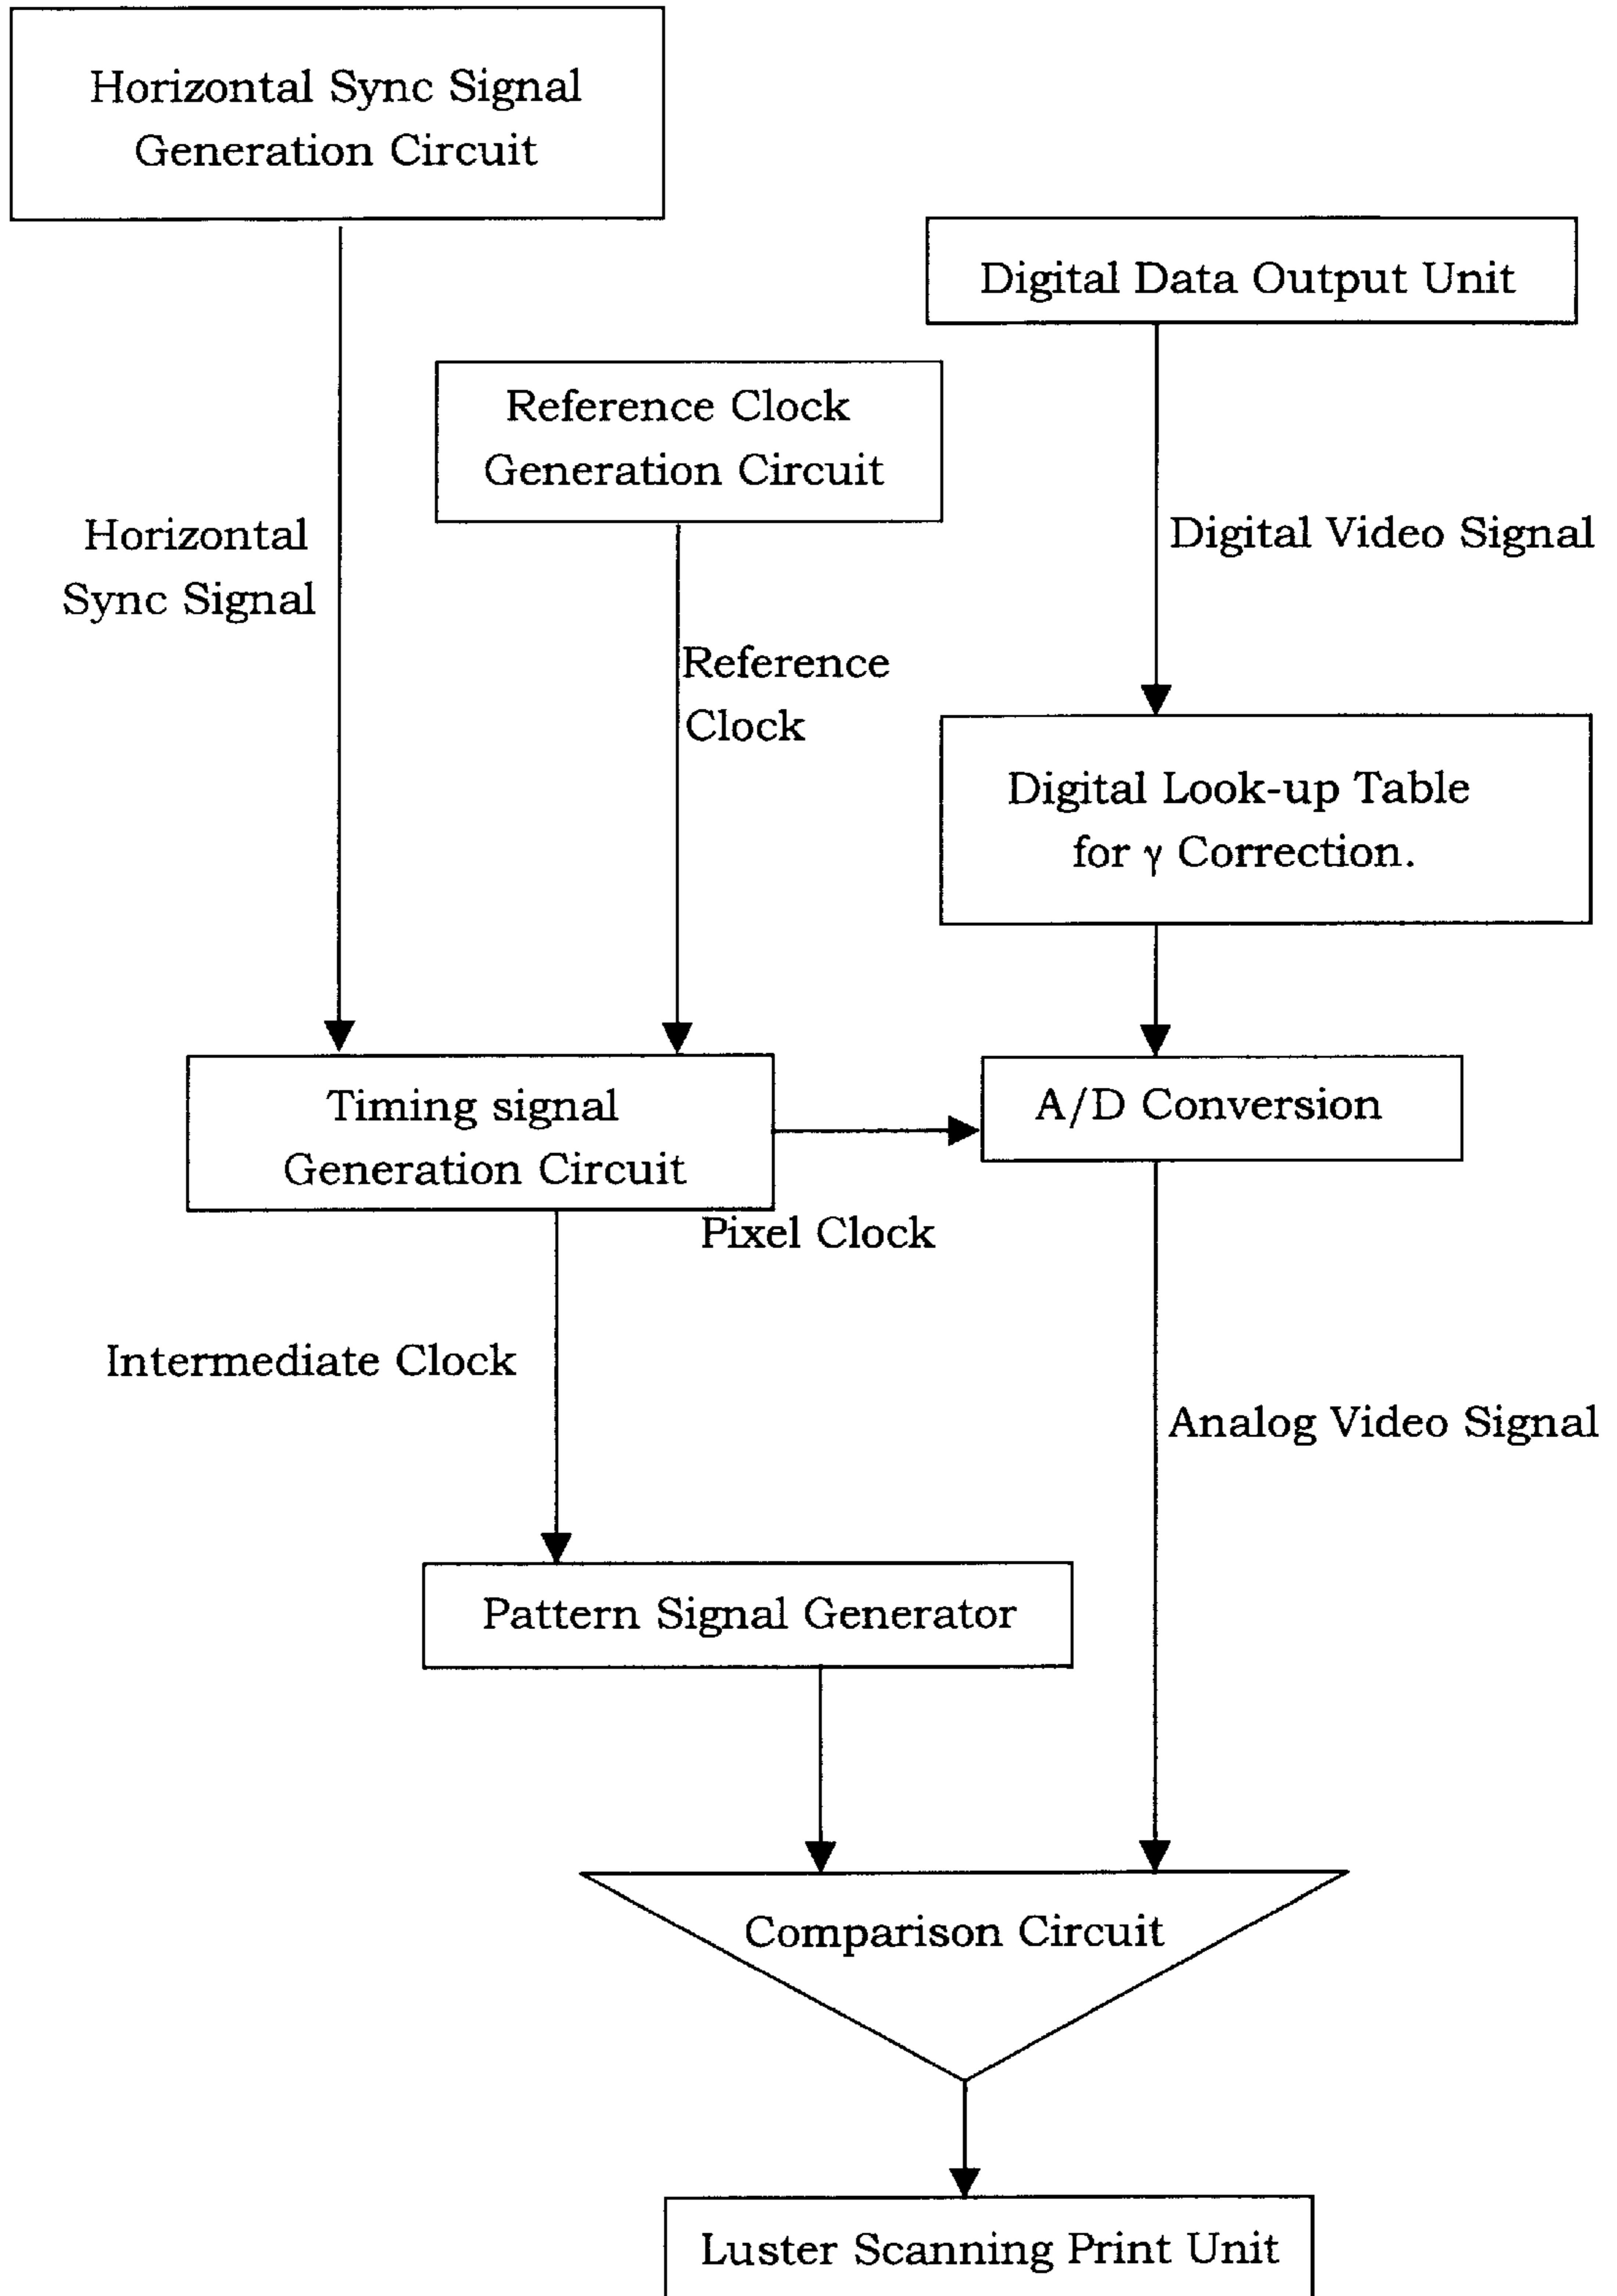 Horizontal Sync Signal
Generation Circuit
Digital Data Output Unit
Reference Clock
Generation Circuit
Horizontal
Sync Signal
Digital Video Signal
Reference
Clock
Digital Look-up Table
for γ Correction.
Timing signal
Generation Circuit
A/D Conversion
Pixel Clock
Intermediate Clock
Analog Video Signal
Pattern Signal Generator
Comparison Circuit
Luster Scanning Print Unit